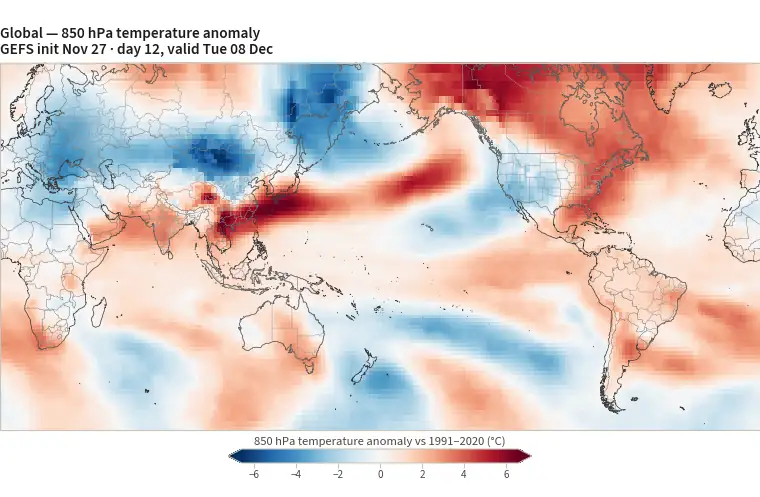 Global — 850 hPa temperature anomaly
GEFS init Nov 27 · day 12, valid Tue 08 Dec
850 hPa temperature anomaly vs 1991–2020 (°C)
−6 −4 −2 0 2 4 6